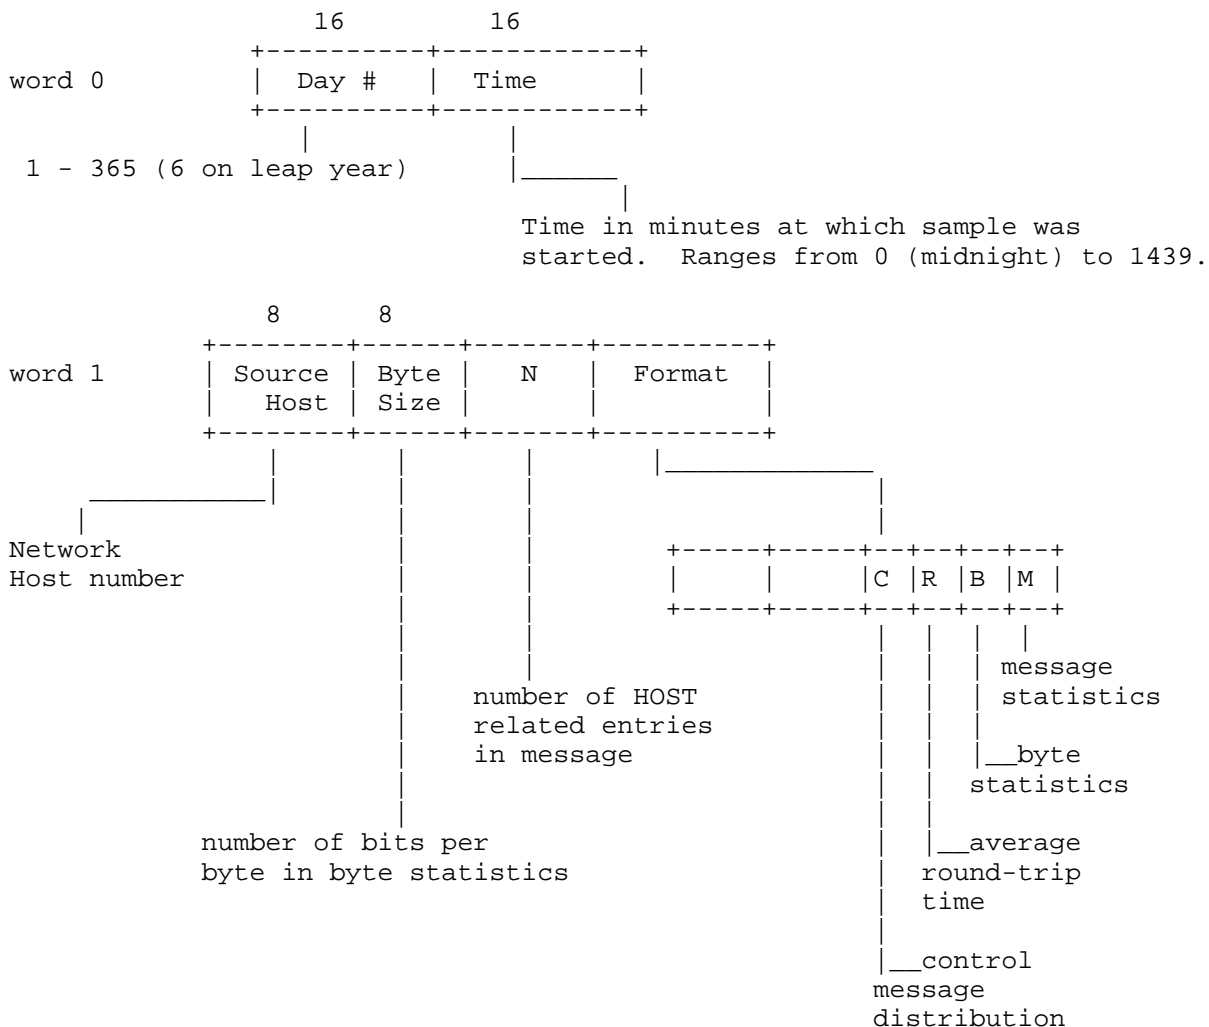 16         16
               +----------+------------+
word 0         |  Day #   |  Time      |
               +----------+------------+
                  |            |
 1 - 365 (6 on leap year)      |______
                                      |
                                Time in minutes at which sample was
                                started.  Ranges from 0 (midnight) to 1439.

                8      8
            +--------+------+-------+----------+
word 1      | Source | Byte |   N   |  Format  |
            |   Host | Size |       |          |
            +--------+------+-------+----------+
                |       |       |       |_____________
     ___________|       |       |                     |
    |                   |       |                     |
Network                 |       |        +-----+-----+--+--+--+--+
Host number             |       |        |     |     |C |R |B |M |
                        |       |        +-----+-----+--+--+--+--+
                        |       |                     |  |  |  |
                        |       |                     |  |  | message
                        |    number of HOST           |  |  | statistics
                        |    related entries          |  |  |
                        |    in message               |  |  |__byte
                        |                             |  |  statistics
                        |                             |  |
            number of bits per                        |  |__average
            byte in byte statistics                   |  round-trip
                                                      |  time
                                                      |
                                                      |__control
                                                      message
                                                      distribution